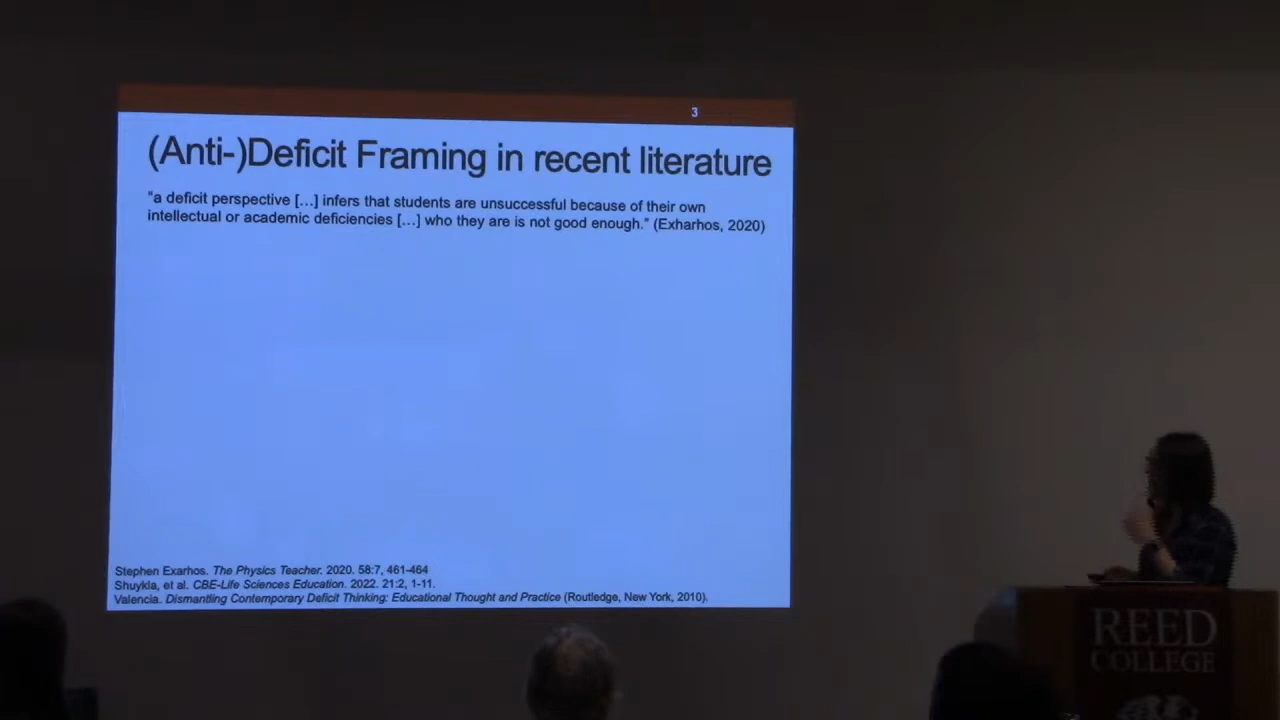 3
(Anti-)Deficit Framing in recent literature
"a deficit perspective [...] infers that students are unsuccessful because of their own
intellectual or academic deficiencies [...] who they are is not good enough." (Exharhos, 2020)
Stephen Exarhos. The Physics Teacher. 2020. 58:7, 461-464
Shuykla, et al. CBE-Life Sciences Education. 2022. 21:2, 1-11.
Valencia. Dismantling Contemporary Deficit Thinking: Educational Thought and Practice (Routledge, New York, 2010).
REED
COLLEGE